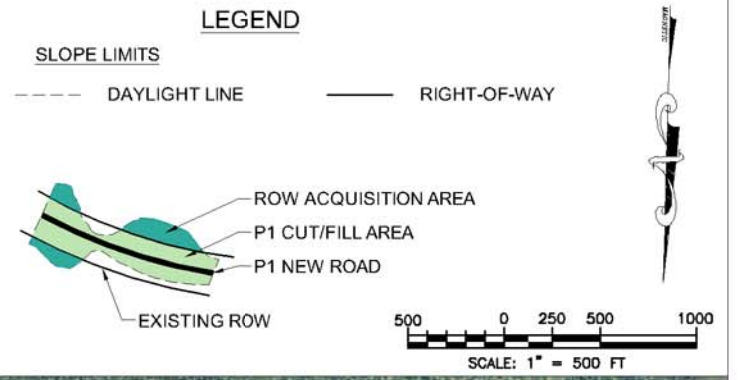 LEGEND
SLOPE LIMITS
DAYLIGHT LINE
RIGHT-OF-WAY
MAGNETIC
ROW ACQUISITION AREA
P1 CUT/FILL AREA
P1 NEW ROAD
EXISTING ROW
500 0 250 500 1000
SCALE: 1" = 500 FT